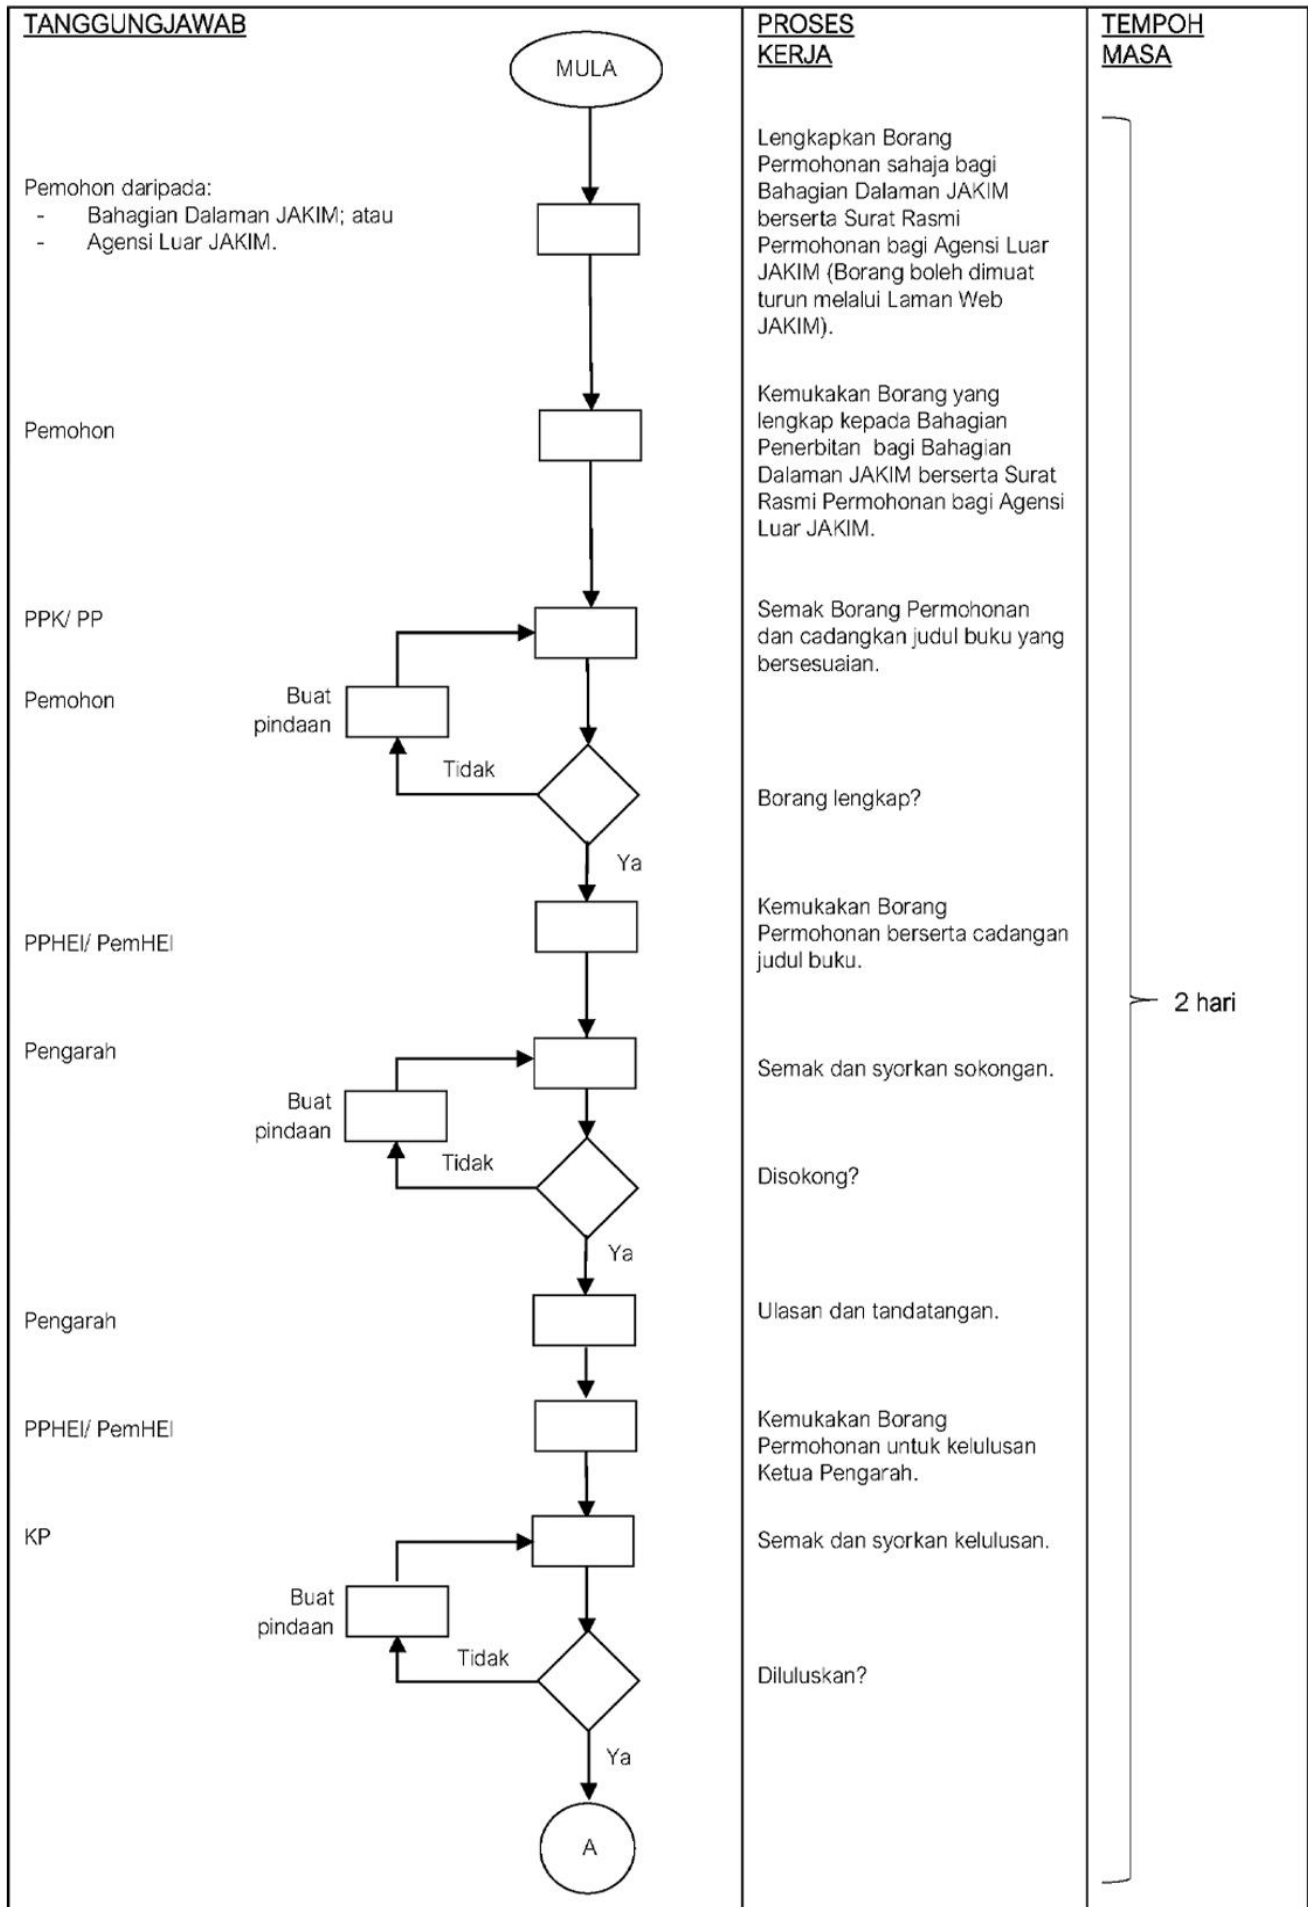 TANGGUNGJAWAB
PROSES
KERJA
TEMPOH
MASA
MULA
Pemohon daripada:
- Bahagian Dalaman JAKIM; atau
- Agensi Luar JAKIM.
Lengkapkan Borang
Permohonan sahaja bagi
Bahagian Dalaman JAKIM
berserta Surat Rasmi
Permohonan bagi Agensi Luar
JAKIM (Borang boleh dimuat
turun melalui Laman Web
JAKIM).
Pemohon
Kemukakan Borang yang
lengkap kepada Bahagian
Penerbitan bagi Bahagian
Dalaman JAKIM berserta Surat
Rasmi Permohonan bagi Agensi
Luar JAKIM.
PPK/ PP
Semak Borang Permohonan
dan cadangkan judul buku yang
bersesuaian.
Pemohon
Buat
pindaan
Tidak
Borang lengkap?
Ya
PPHEI/ PemHEI
Kemukakan Borang
Permohonan berserta cadangan
judul buku.
2 hari
Pengarah
Semak dan syorkan sokongan.
Buat
pindaan
Tidak
Disokong?
Ya
Pengarah
Ulasan dan tandatangan.
PPHEI/ PemHEI
Kemukakan Borang
Permohonan untuk kelulusan
Ketua Pengarah.
KP
Semak dan syorkan kelulusan.
Buat
pindaan
Tidak
Diluluskan?
Ya
A